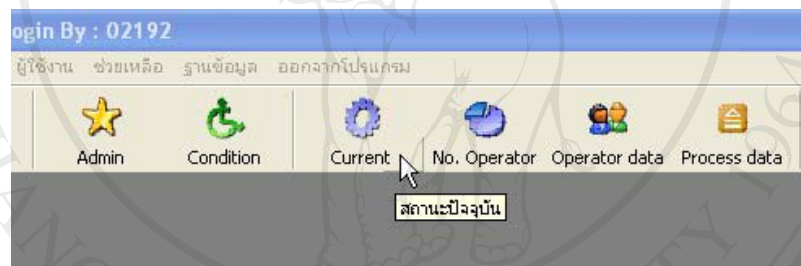 ogin By : 02192
ผู้ใช้งาน ช่วยเหลือ ฐานข้อมูล ออกจากโปรแกรม
Admin Condition Current No. Operator Operator data Process data
สถานะปัจจุบัน